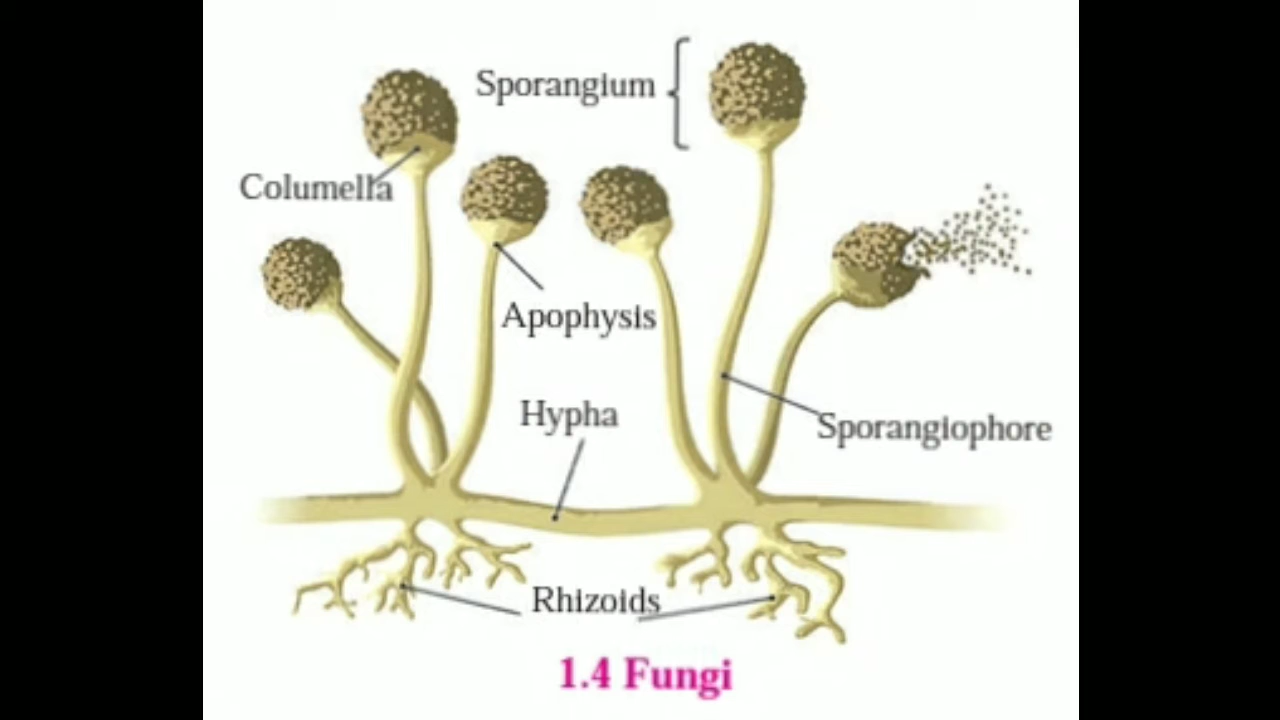 Sporangium
Columella
Apophysis
Hypha
Sporangiophore
Rhizoids
1.4 Fungi